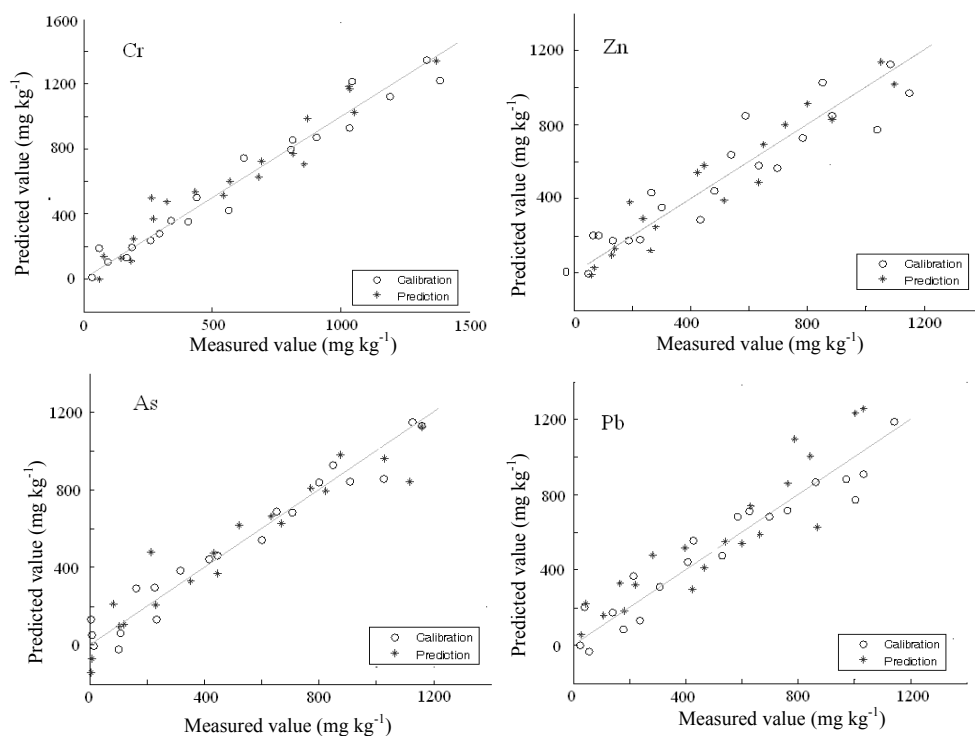 Cr
Predicted value (mg kg-1)
1600
1200
800
400
0
0
500
1000
1500
Calibration
Prediction
Measured value (mg kg-1)
Zn
Predicted value (mg kg-1)
1200
800
400
0
0
400
800
1200
Calibration
Prediction
Measured value (mg kg-1)
As
Predicted value (mg kg-1)
1200
800
400
0
0
400
800
1200
Calibration
Prediction
Measured value (mg kg-1)
Pb
Predicted value (mg kg-1)
1200
800
400
0
0
400
800
1200
Calibration
Prediction
Measured value (mg kg-1)